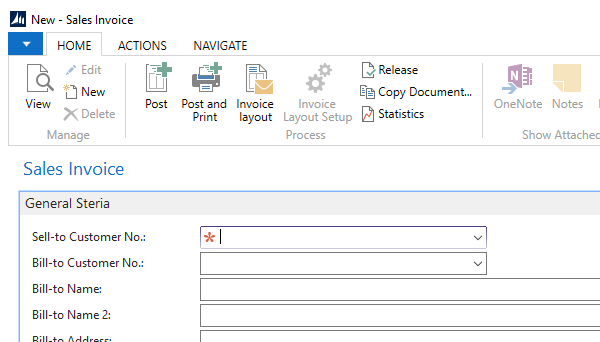 New - Sales Invoice
HOME ACTIONS NAVIGATE
View
Edit
New
Delete
Manage
Post
Post and
Print
Invoice
layout
Invoice
Layout Setup
Release
Copy Document...
Statistics
Process
OneNote
Notes
Show Attached
Sales Invoice
General Steria
Sell-to Customer No.:
Bill-to Customer No.:
Bill-to Name:
Bill-to Name 2:
Bill-to Address: